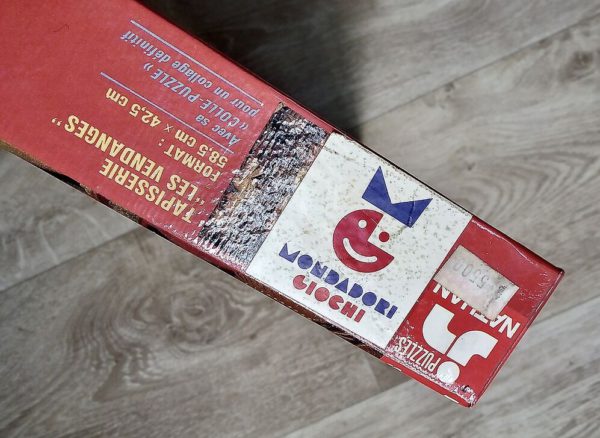 TAPISSERIE
"LES VENDANGES"
FORMAT :
58,5 cm × 42,5 cm
Avec sa
« COLLE-PUZZLE »
pour un collage définitif
MONDADORI
GIOCHI
PUZZLES
NATHAN